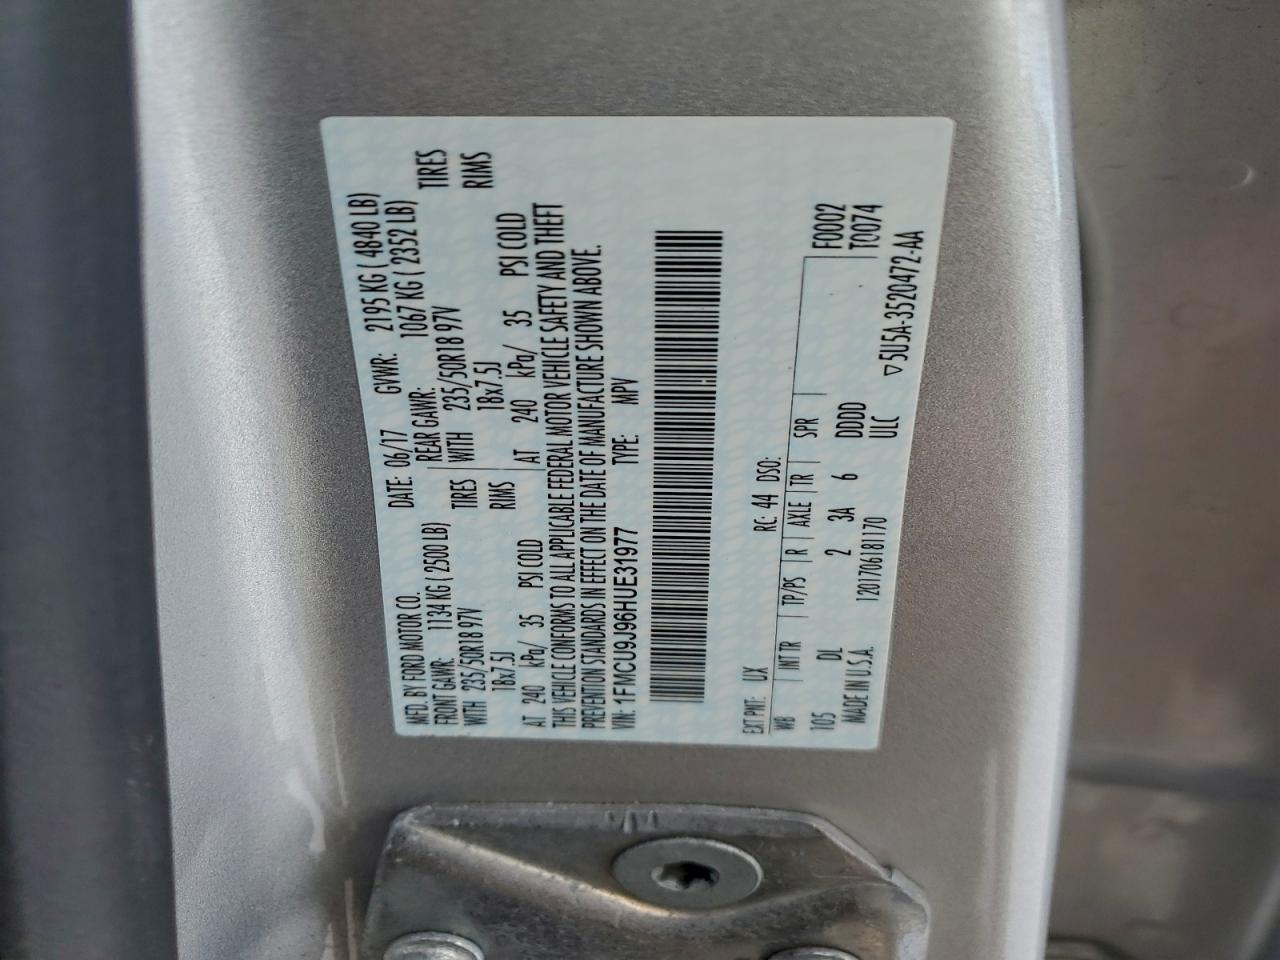 MFD. BY FORD MOTOR CO. DATE: 06/17 GVWR: 2195 KG ( 4840 LB)
FRONT GAWR: 1134 KG ( 2500 LB) REAR GAWR: 1067 KG ( 2352 LB)
WITH 235/50R18 97V TIRES WITH 235/50R18 97V TIRES
18x7.5J RIMS 18x7.5J RIMS
AT 240 kPa/ 35 PSI COLD AT 240 kPa/ 35 PSI COLD
THIS VEHICLE CONFORMS TO ALL APPLICABLE FEDERAL MOTOR VEHICLE SAFETY AND THEFT
PREVENTION STANDARDS IN EFFECT ON THE DATE OF MANUFACTURE SHOWN ABOVE.
VIN: 1FMCU9J96HUE31977 TYPE: MPV
EXT PNT: UX RC: 44 DSO:
WB INT TR TP/PS R AXLE TR SPR F0002
105 DL 2 3A 6 DDDD T0074
MADE IN U.S.A. 1201706181170 ULC
▽5U5A-3520472-AA